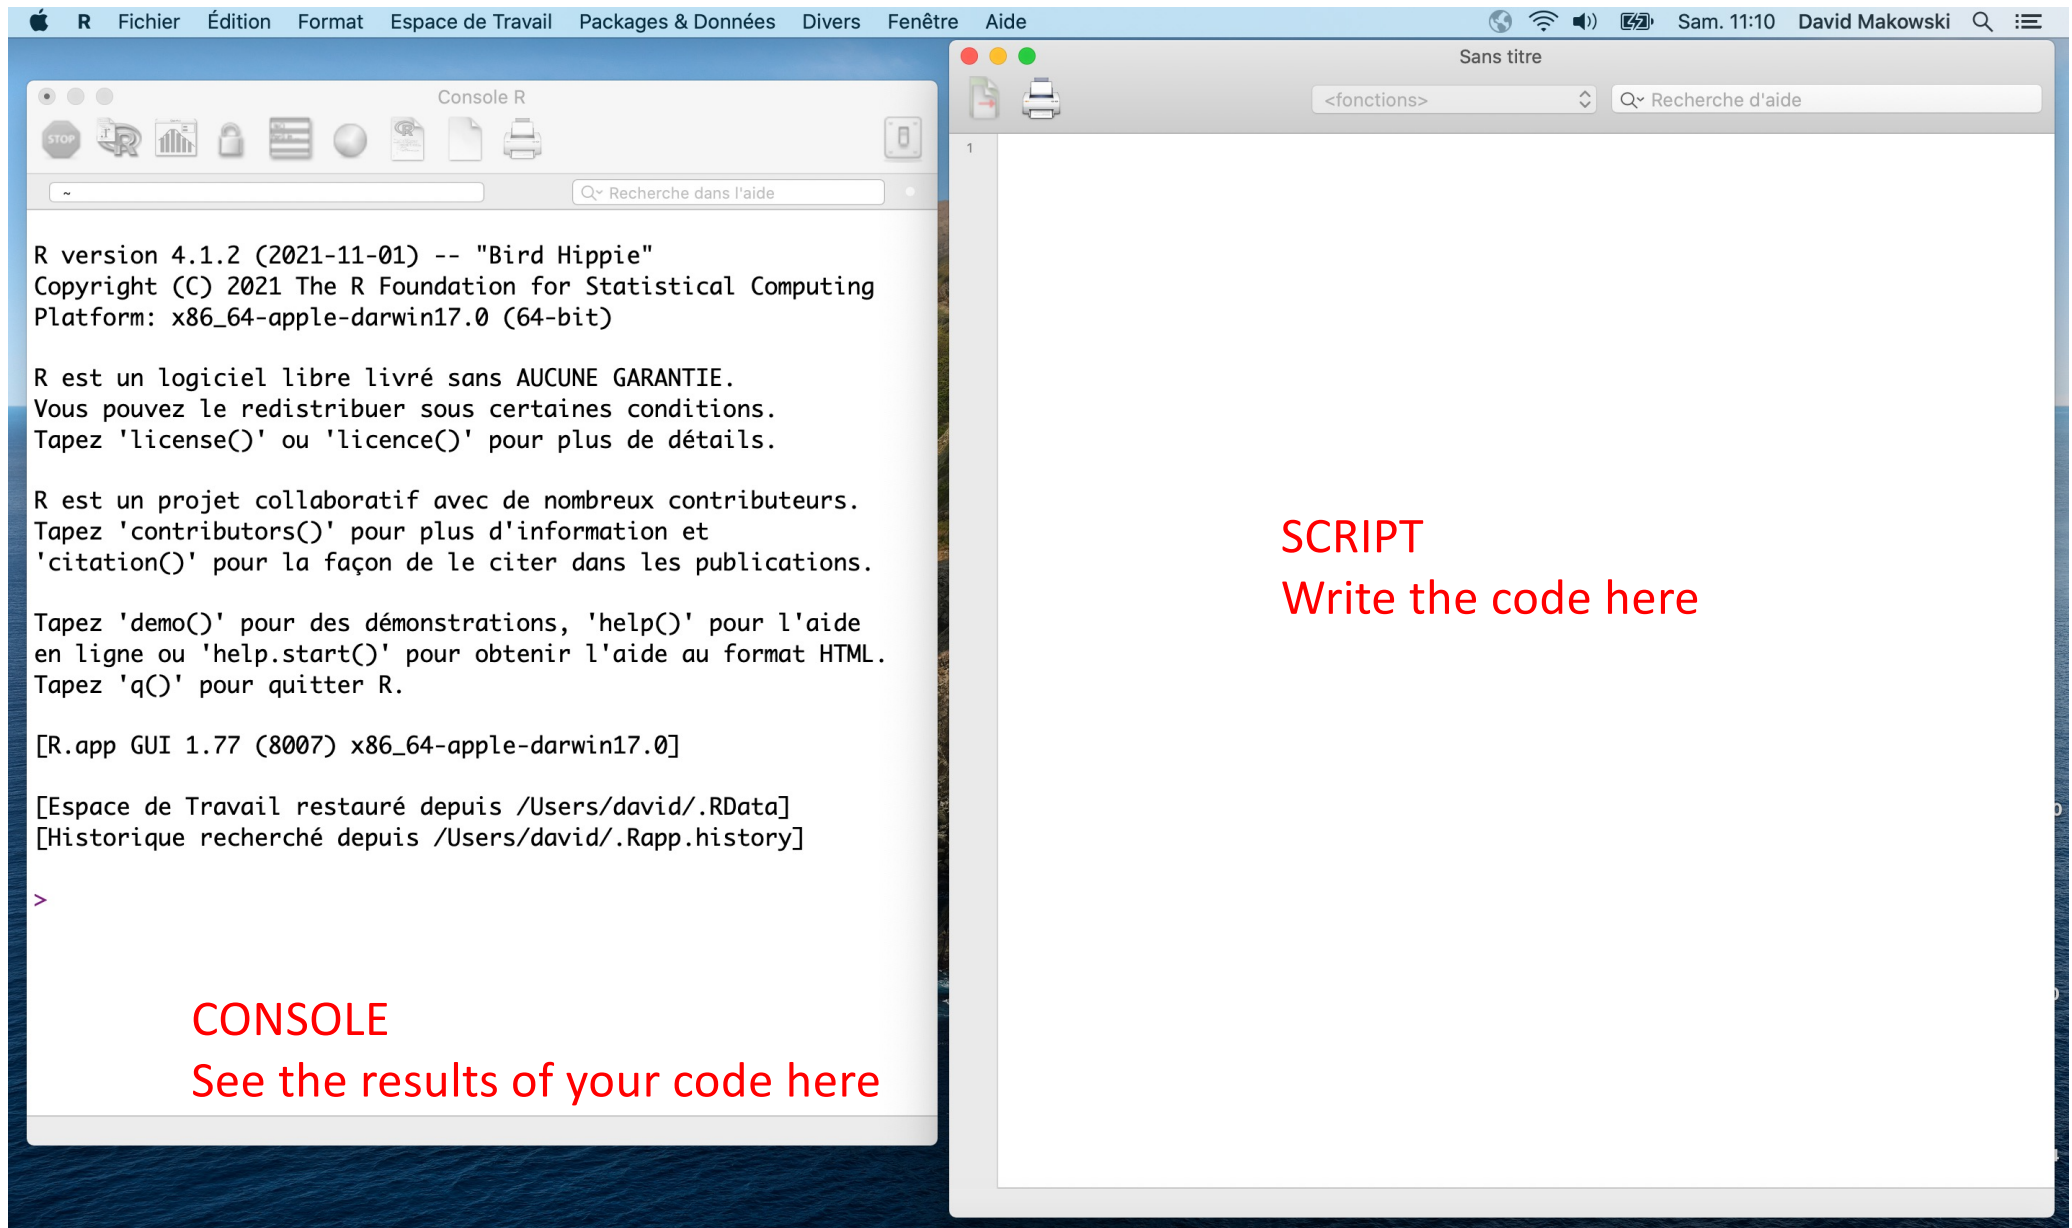 R Fichier Édition Format Espace de Travail Packages & Données Divers Fenêtre Aide Sam. 11:10 David Makowski
Console R
STOP
~ Recherche dans l'aide
R version 4.1.2 (2021-11-01) -- "Bird Hippie"
Copyright (C) 2021 The R Foundation for Statistical Computing
Platform: x86_64-apple-darwin17.0 (64-bit)
R est un logiciel libre livré sans AUCUNE GARANTIE.
Vous pouvez le redistribuer sous certaines conditions.
Tapez 'license()' ou 'licence()' pour plus de détails.
R est un projet collaboratif avec de nombreux contributeurs.
Tapez 'contributors()' pour plus d'information et
'citation()' pour la façon de le citer dans les publications.
Tapez 'demo()' pour des démonstrations, 'help()' pour l'aide
en ligne ou 'help.start()' pour obtenir l'aide au format HTML.
Tapez 'q()' pour quitter R.
[R.app GUI 1.77 (8007) x86_64-apple-darwin17.0]
[Espace de Travail restauré depuis /Users/david/.RData]
[Historique recherché depuis /Users/david/.Rapp.history]
>
CONSOLE
See the results of your code here
Sans titre
<fonctions> Recherche d'aide
1
SCRIPT
Write the code here